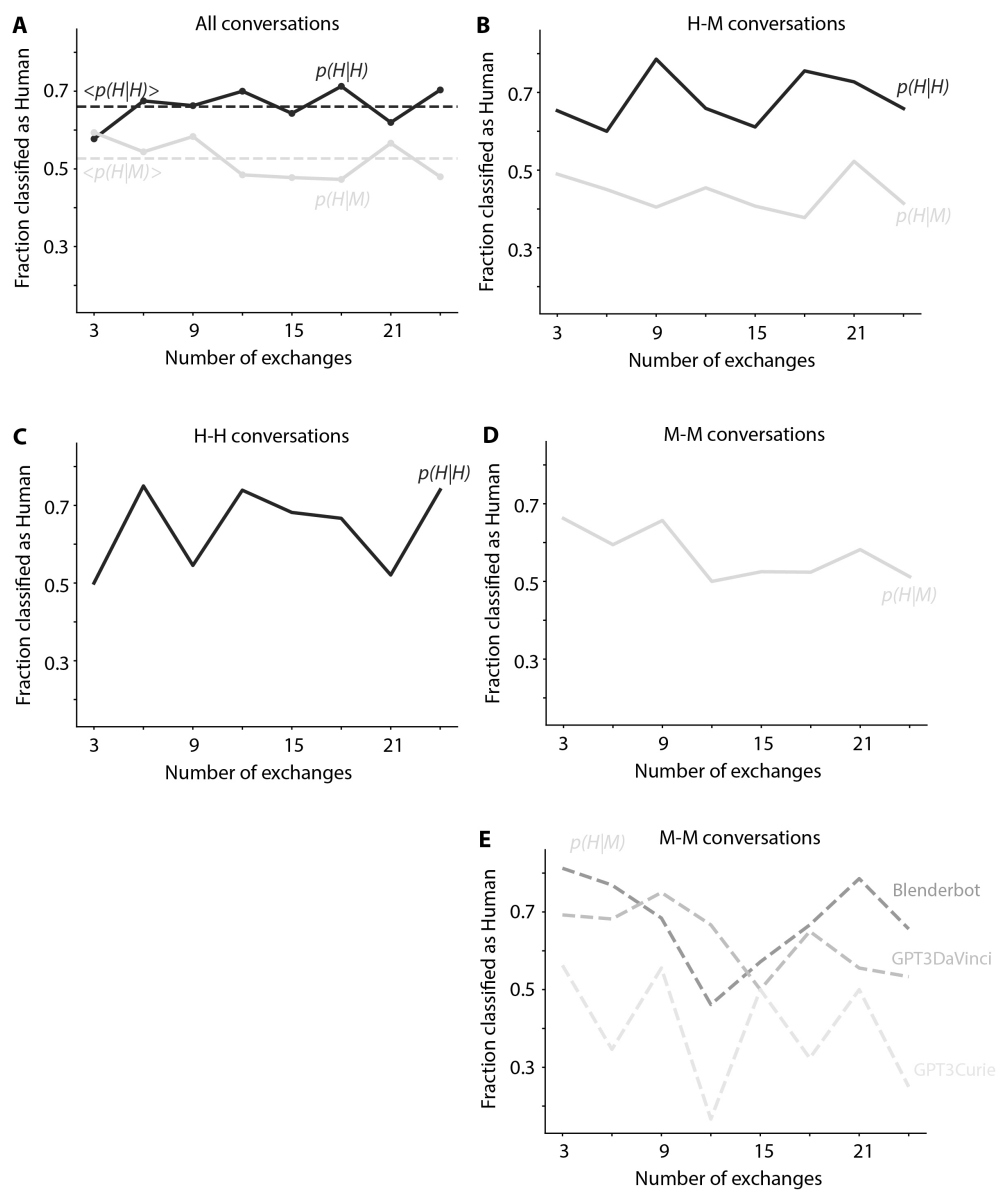 A
All conversations
Fraction classified as Human
0.7
0.5
0.3
<p(H|H)>
p(H|H)
<p(H|M)>
p(H|M)
3
9
15
21
Number of exchanges
B
H-M conversations
Fraction classified as Human
0.7
0.5
0.3
p(H|H)
p(H|M)
3
9
15
21
Number of exchanges
C
H-H conversations
Fraction classified as Human
0.7
0.5
0.3
p(H|H)
3
9
15
21
Number of exchanges
D
M-M conversations
Fraction classified as Human
0.7
0.5
0.3
p(H|M)
3
9
15
21
Number of exchanges
E
M-M conversations
p(H|M)
Fraction classified as Human
0.7
0.5
0.3
Blenderbot
GPT3DaVinci
GPT3Curie
3
9
15
21
Number of exchanges